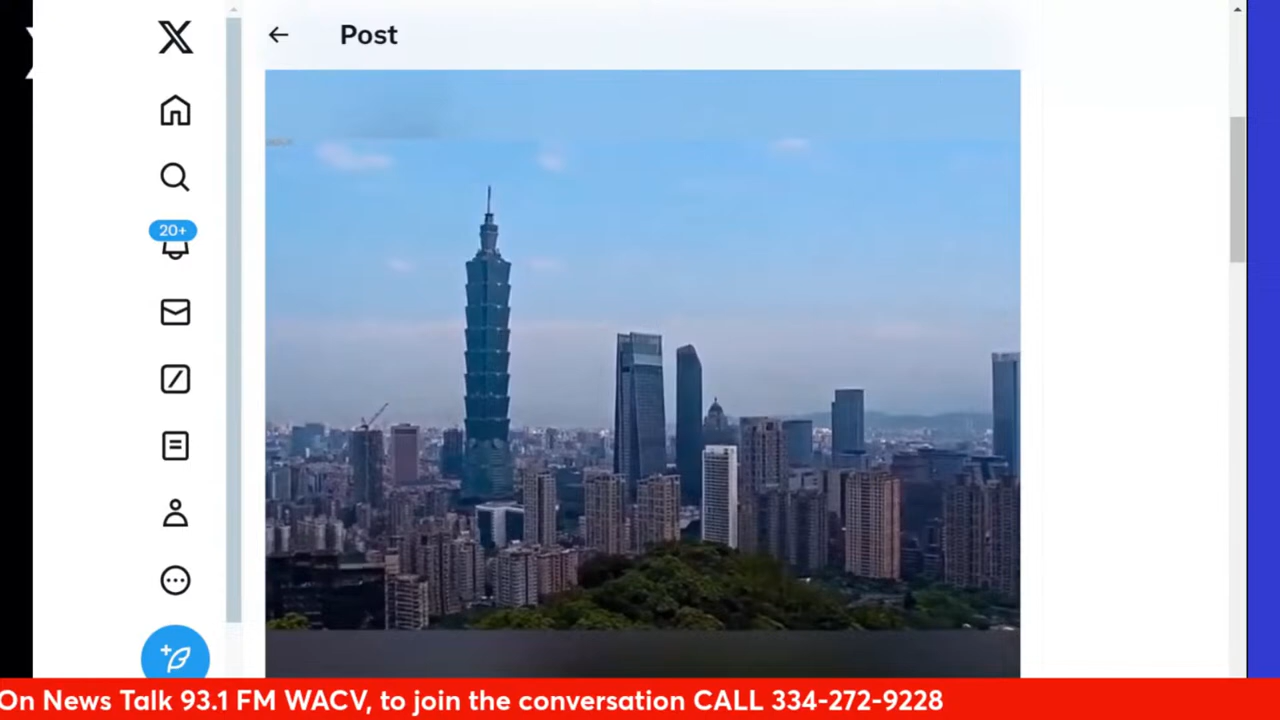 Post
20+
On News Talk 93.1 FM WACV, to join the conversation CALL 334-272-9228